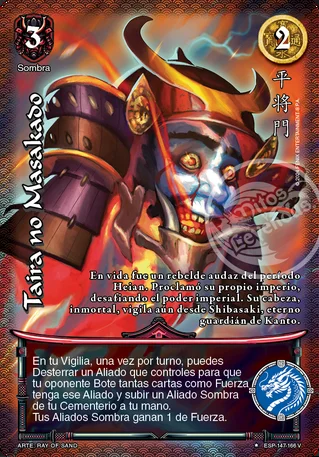 3
2
Sombra
平将門
Taira no Masakado
Mitos y Leyendas
En vida fue un rebelde audaz del período
Heian. Proclamó su propio imperio,
desafiando el poder imperial. Su cabeza,
inmortal, vigila aún desde Shibasaki, eterno
guardián de Kanto.
En tu Vigilia, una vez por turno, puedes
Desterrar un Aliado que controles para que
tu oponente Bote tantas cartas como Fuerza
tenga ese Aliado y subir un Aliado Sombra
de tu Cementerio a tu mano.
Tus Aliados Sombra ganan 1 de Fuerza.
ARTE: RAY OF SAND
ESP-147-166 V